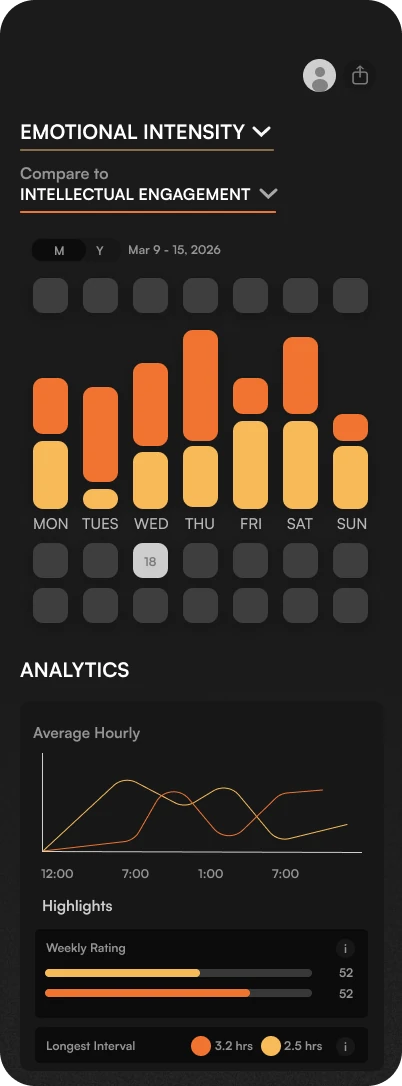 EMOTIONAL INTENSITY
Compare to
INTELLECTUAL ENGAGEMENT
M Y Mar 9 - 15, 2026
MON TUES WED THU FRI SAT SUN
18
ANALYTICS
Average Hourly
12:00 7:00 1:00 7:00
Highlights
Weekly Rating i
52
52
Longest Interval 3.2 hrs 2.5 hrs i